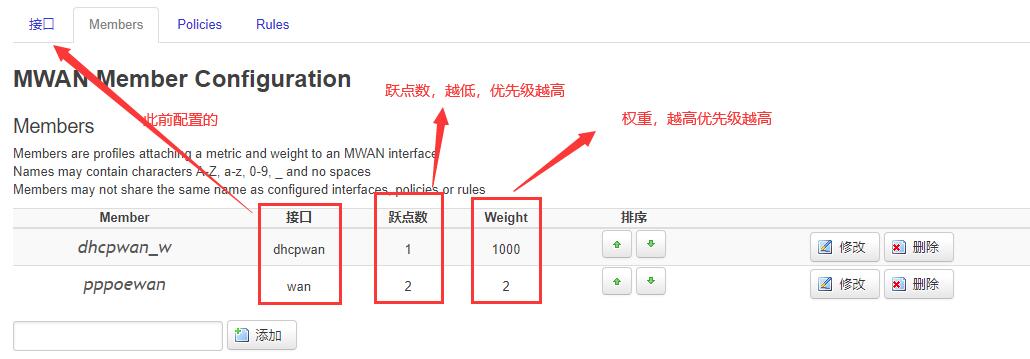 接口 Members Policies Rules
MWAN Member Configuration
跃点数，越低，优先级越高
此前配置的
权重，越高优先级越高
Members
Members are profiles attaching a metric and weight to an MWAN interface
Names may contain characters A-Z, a-z, 0-9, _ and no spaces
Members may not share the same name as configured interfaces, policies or rules
Member 接口 跃点数 Weight 排序
dhcpwan_w dhcpwan 1 1000 修改 删除
pppoewan wan 2 2 修改 删除
添加